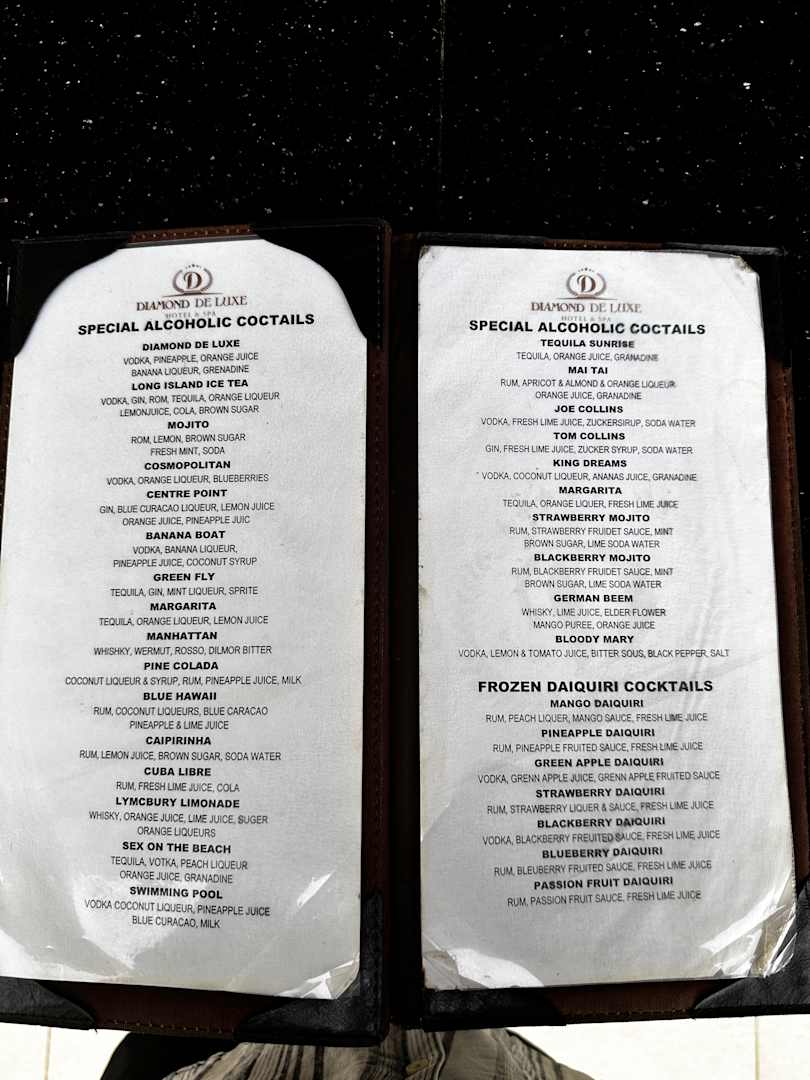 DIAMOND DE LUXE
HOTEL & SPA
SPECIAL ALCOHOLIC COCTAILS
DIAMOND DE LUXE
VODKA, PINEAPPLE, ORANGE JUICE
BANANA LIQUEUR, GRENADINE
LONG ISLAND ICE TEA
VODKA, GIN, ROM, TEQUILA, ORANGE LIQUEUR
LEMONJUICE, COLA, BROWN SUGAR
MOJITO
ROM, LEMON, BROWN SUGAR
FRESH MINT, SODA
COSMOPOLITAN
VODKA, ORANGE LIQUEUR, BLUEBERRIES
CENTRE POINT
GIN, BLUE CURACAO LIQUEUR, LEMON JUICE
ORANGE JUICE, PINEAPPLE JUIC
BANANA BOAT
VODKA, BANANA LIQUEUR,
PINEAPPLE JUICE, COCONUT SYRUP
GREEN FLY
TEQUILA, GIN, MINT LIQUEUR, SPRITE
MARGARITA
TEQUILA, ORANGE LIQUEUR, LEMON JUICE
MANHATTAN
WHISHKY, WERMUT, ROSSO, DILMOR BITTER
PINE COLADA
COCONUT LIQUEUR & SYRUP, RUM, PINEAPPLE JUICE, MILK
BLUE HAWAII
RUM, COCONUT LIQUEURS, BLUE CARACAO
PINEAPPLE & LIME JUICE
CAIPIRINHA
RUM, LEMON JUICE, BROWN SUGAR, SODA WATER
CUBA LIBRE
RUM, FRESH LIME JUICE, COLA
LYMCBURY LIMONADE
WHISKY, ORANGE JUICE, LIME JUICE, SUGER
ORANGE LIQUEURS
SEX ON THE BEACH
TEQUILA, VOTKA, PEACH LIQUEUR
ORANGE JUICE, GRANADINE
SWIMMING POOL
VODKA COCONUT LIQUEUR, PINEAPPLE JUICE
BLUE CURACAO, MILK
DIAMOND DE LUXE
HOTEL & SPA
SPECIAL ALCOHOLIC COCTAILS
TEQUILA SUNRISE
TEQUILA, ORANGE JUICE, GRANADINE
MAI TAI
RUM, APRICOT & ALMOND & ORANGE LIQUEUR
ORANGE JUICE, GRANADINE
JOE COLLINS
VODKA, FRESH LIME JUICE, ZUCKERSIRUP, SODA WATER
TOM COLLINS
GIN, FRESH LIME JUICE, ZUCKER SYRUP, SODA WATER
KING DREAMS
VODKA, COCONUT LIQUEUR, ANANAS JUICE, GRANADINE
MARGARITA
TEQUILA, ORANGE LIQUER, FRESH LIME JUICE
STRAWBERRY MOJITO
RUM, STRAWBERRY FRUIDET SAUCE, MINT
BROWN SUGAR, LIME SODA WATER
BLACKBERRY MOJITO
RUM, BLACKBERRY FRUIDET SAUCE, MINT
BROWN SUGAR, LIME SODA WATER
GERMAN BEEM
WHISKY, LIME JUICE, ELDER FLOWER
MANGO PUREE, ORANGE JUICE
BLOODY MARY
VODKA, LEMON & TOMATO JUICE, BITTER SOUS, BLACK PEPPER, SALT
FROZEN DAIQUIRI COCKTAILS
MANGO DAIQUIRI
RUM, PEACH LIQUER, MANGO SAUCE, FRESH LIME JUICE
PINEAPPLE DAIQUIRI
RUM, PINEAPPLE FRUITED SAUCE, FRESH LIME JUICE
GREEN APPLE DAIQUIRI
VODKA, GRENN APPLE JUICE, GRENN APPLE FRUITED SAUCE
STRAWBERRY DAIQUIRI
RUM, STRAWBERRY LIQUER & SAUCE, FRESH LIME JUICE
BLACKBERRY DAIQUIRI
VODKA, BLACKBERRY FREUITED SAUCE, FRESH LIME JUICE
BLUEBERRY DAIQUIRI
RUM, BLEUBERRY FRUITED SAUCE, FRESH LIME JUICE
PASSION FRUIT DAIQUIRI
RUM, PASSION FRUIT SAUCE, FRESH LIME JUICE